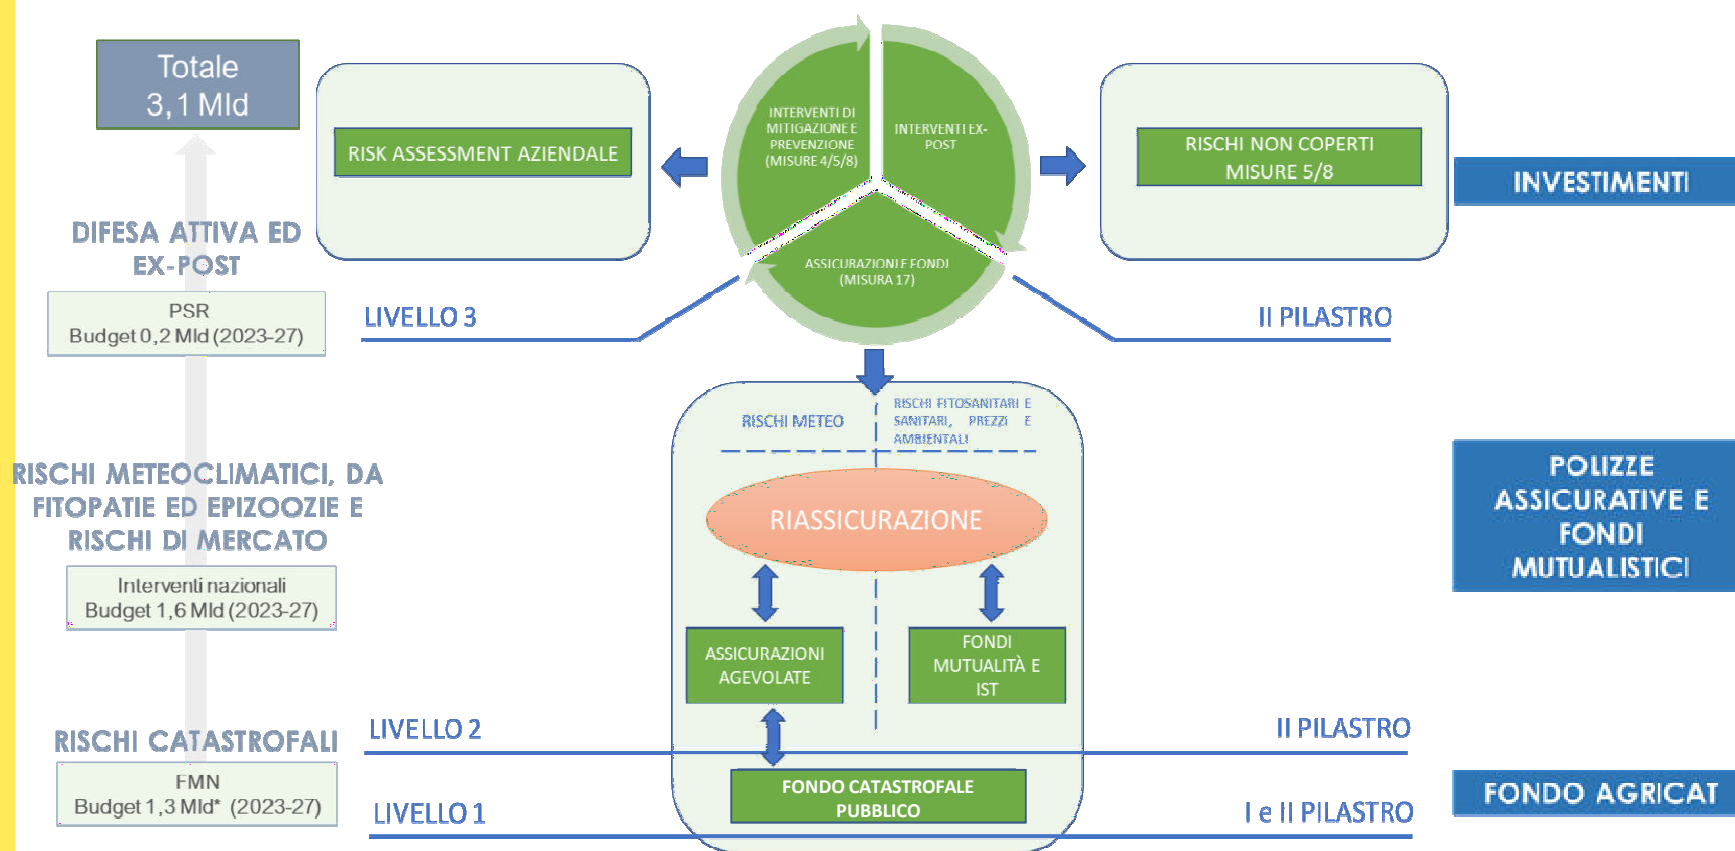 Totale
3,1 Mld
DIFESA ATTIVA ED
EX-POST
PSR
Budget 0,2 Mld (2023-27)
RISCHI METEOCLIMATICI, DA
FITOPATIE ED EPIZOOZIE E
RISCHI DI MERCATO
Interventi nazionali
Budget 1,6 Mld (2023-27)
RISCHI CATASTROFALI
FMN
Budget 1,3 Mld* (2023-27)
RISK ASSESSMENT AZIENDALE
INTERVENTI DI
MITIGAZIONE E
PREVENZIONE
(MISURE 4/5/8)
INTERVENTI EX-
POST
ASSICURAZIONI E FONDI
(MISURA 17)
RISCHI NON COPERTI
MISURE 5/8
LIVELLO 3
II PILASTRO
RISCHI METEO
RISCHI FITOSANITARI E
SANITARI, PREZZI E
AMBIENTALI
RIASSICURAZIONE
ASSICURAZIONI
AGEVOLATE
FONDI
MUTUALITÀ E
IST
LIVELLO 2
II PILASTRO
FONDO CATASTROFALE
PUBBLICO
LIVELLO 1
I e II PILASTRO
INVESTIMENTI
POLIZZE
ASSICURATIVE E
FONDI
MUTUALISTICI
FONDO AGRICAT